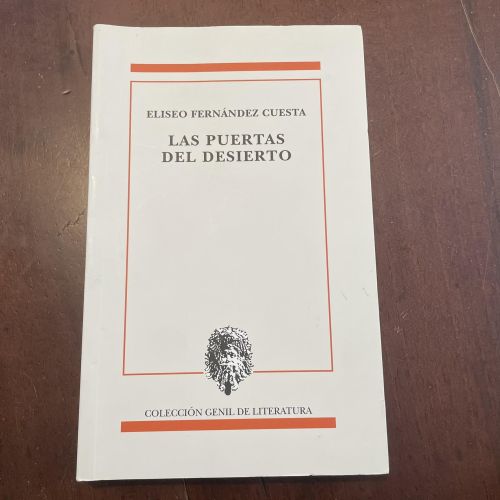 ELISEO FERNÁNDEZ CUESTA
LAS PUERTAS
DEL DESIERTO
COLECCIÓN GENIL DE LITERATURA